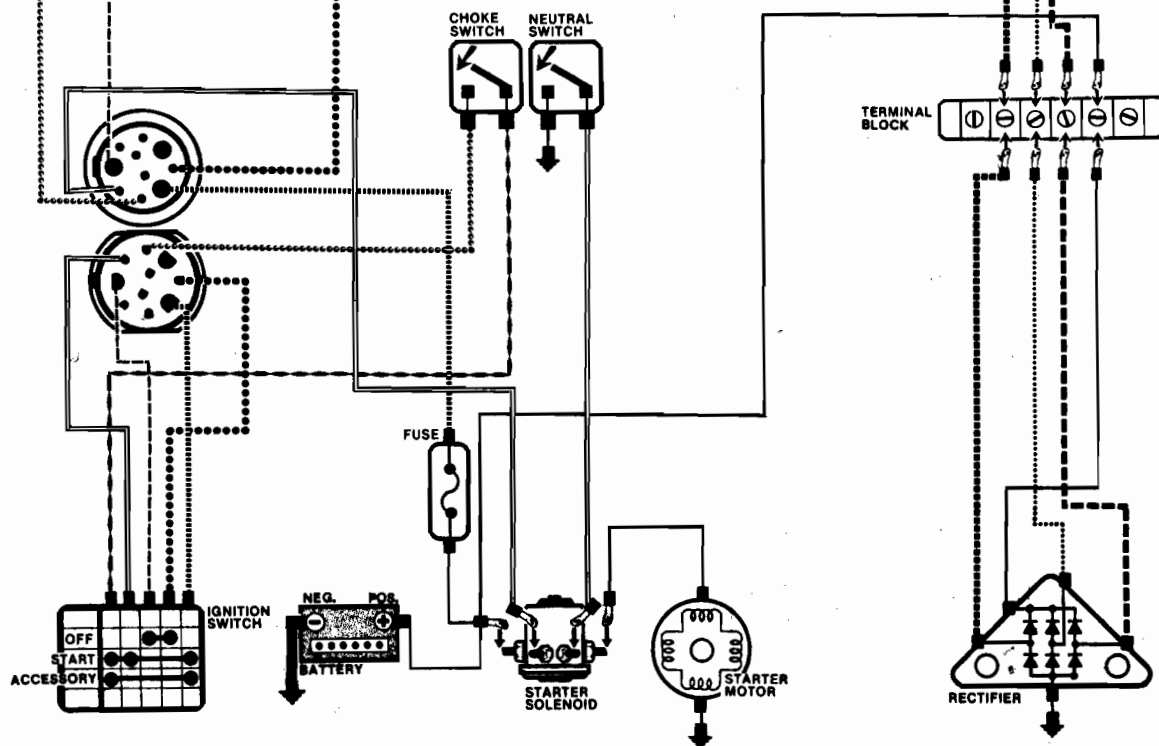 CHOKE
SWITCH
NEUTRAL
SWITCH
TERMINAL
BLOCK
FUSE
IGNITION
SWITCH
OFF
START
ACCESSORY
NEG.
POS.
BATTERY
STARTER
SOLENOID
STARTER
MOTOR
RECTIFIER